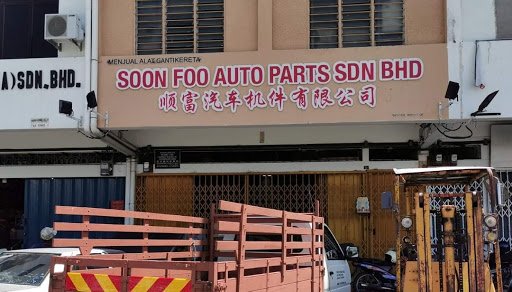 MENJUAL ALAT GANTI KERETA
A) SDN. BHD.
SOON FOO AUTO PARTS SDN BHD
顺富汽车机件有限公司